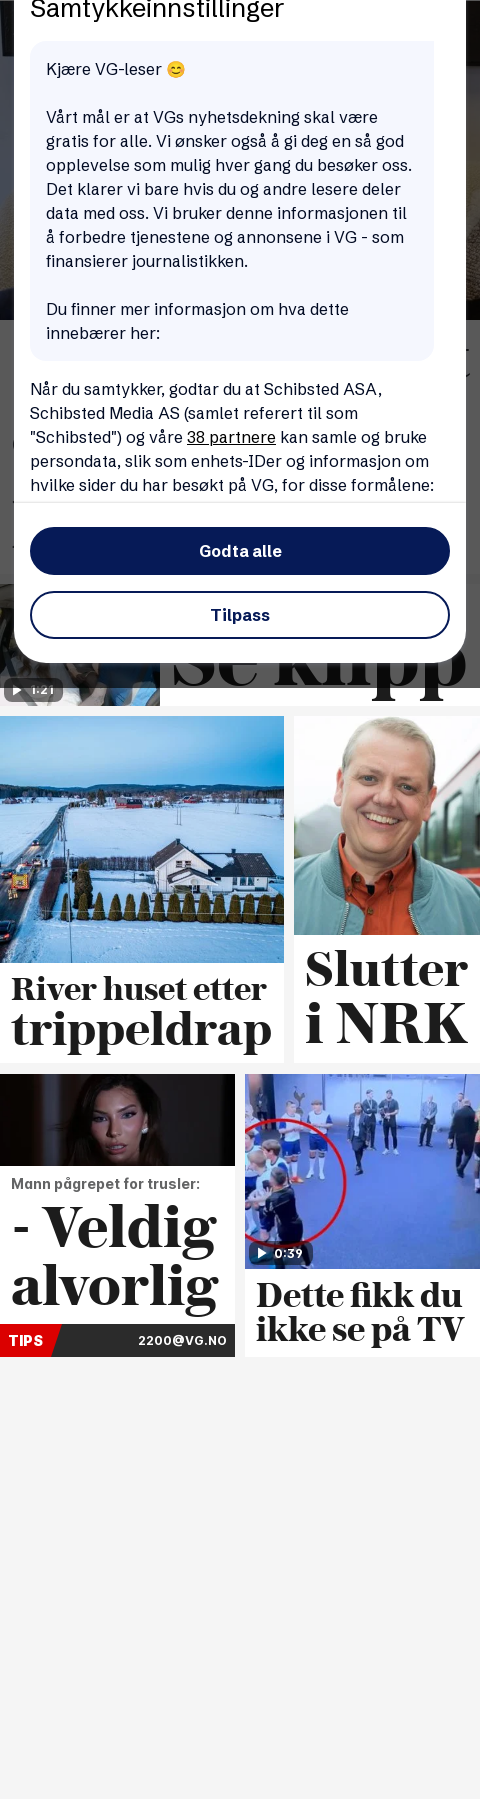 Samtykkeinnstillinger
Kjære VG-leser 😊
Vårt mål er at VGs nyhetsdekning skal være
gratis for alle. Vi ønsker også å gi deg en så god
opplevelse som mulig hver gang du besøker oss.
Det klarer vi bare hvis du og andre lesere deler
data med oss. Vi bruker denne informasjonen til
å forbedre tjenestene og annonsene i VG - som
finansierer journalistikken.
Du finner mer informasjon om hva dette
innebærer her:
Når du samtykker, godtar du at Schibsted ASA,
Schibsted Media AS (samlet referert til som
"Schibsted") og våre 38 partnere kan samle og bruke
persondata, slik som enhets-IDer og informasjon om
hvilke sider du har besøkt på VG, for disse formålene:
Godta alle
Tilpass
Se klipp
1:21
River huset etter
trippeldrap
Slutter
i NRK
Mann pågrepet for trusler:
- Veldig
alvorlig
TIPS
2200@VG.NO
0:39
Dette fikk du
ikke se på TV